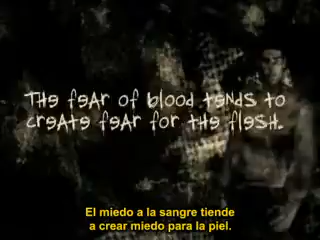 The fear of blood tends to
create fear for the flesh.
El miedo a la sangre tiende
a crear miedo para la piel.